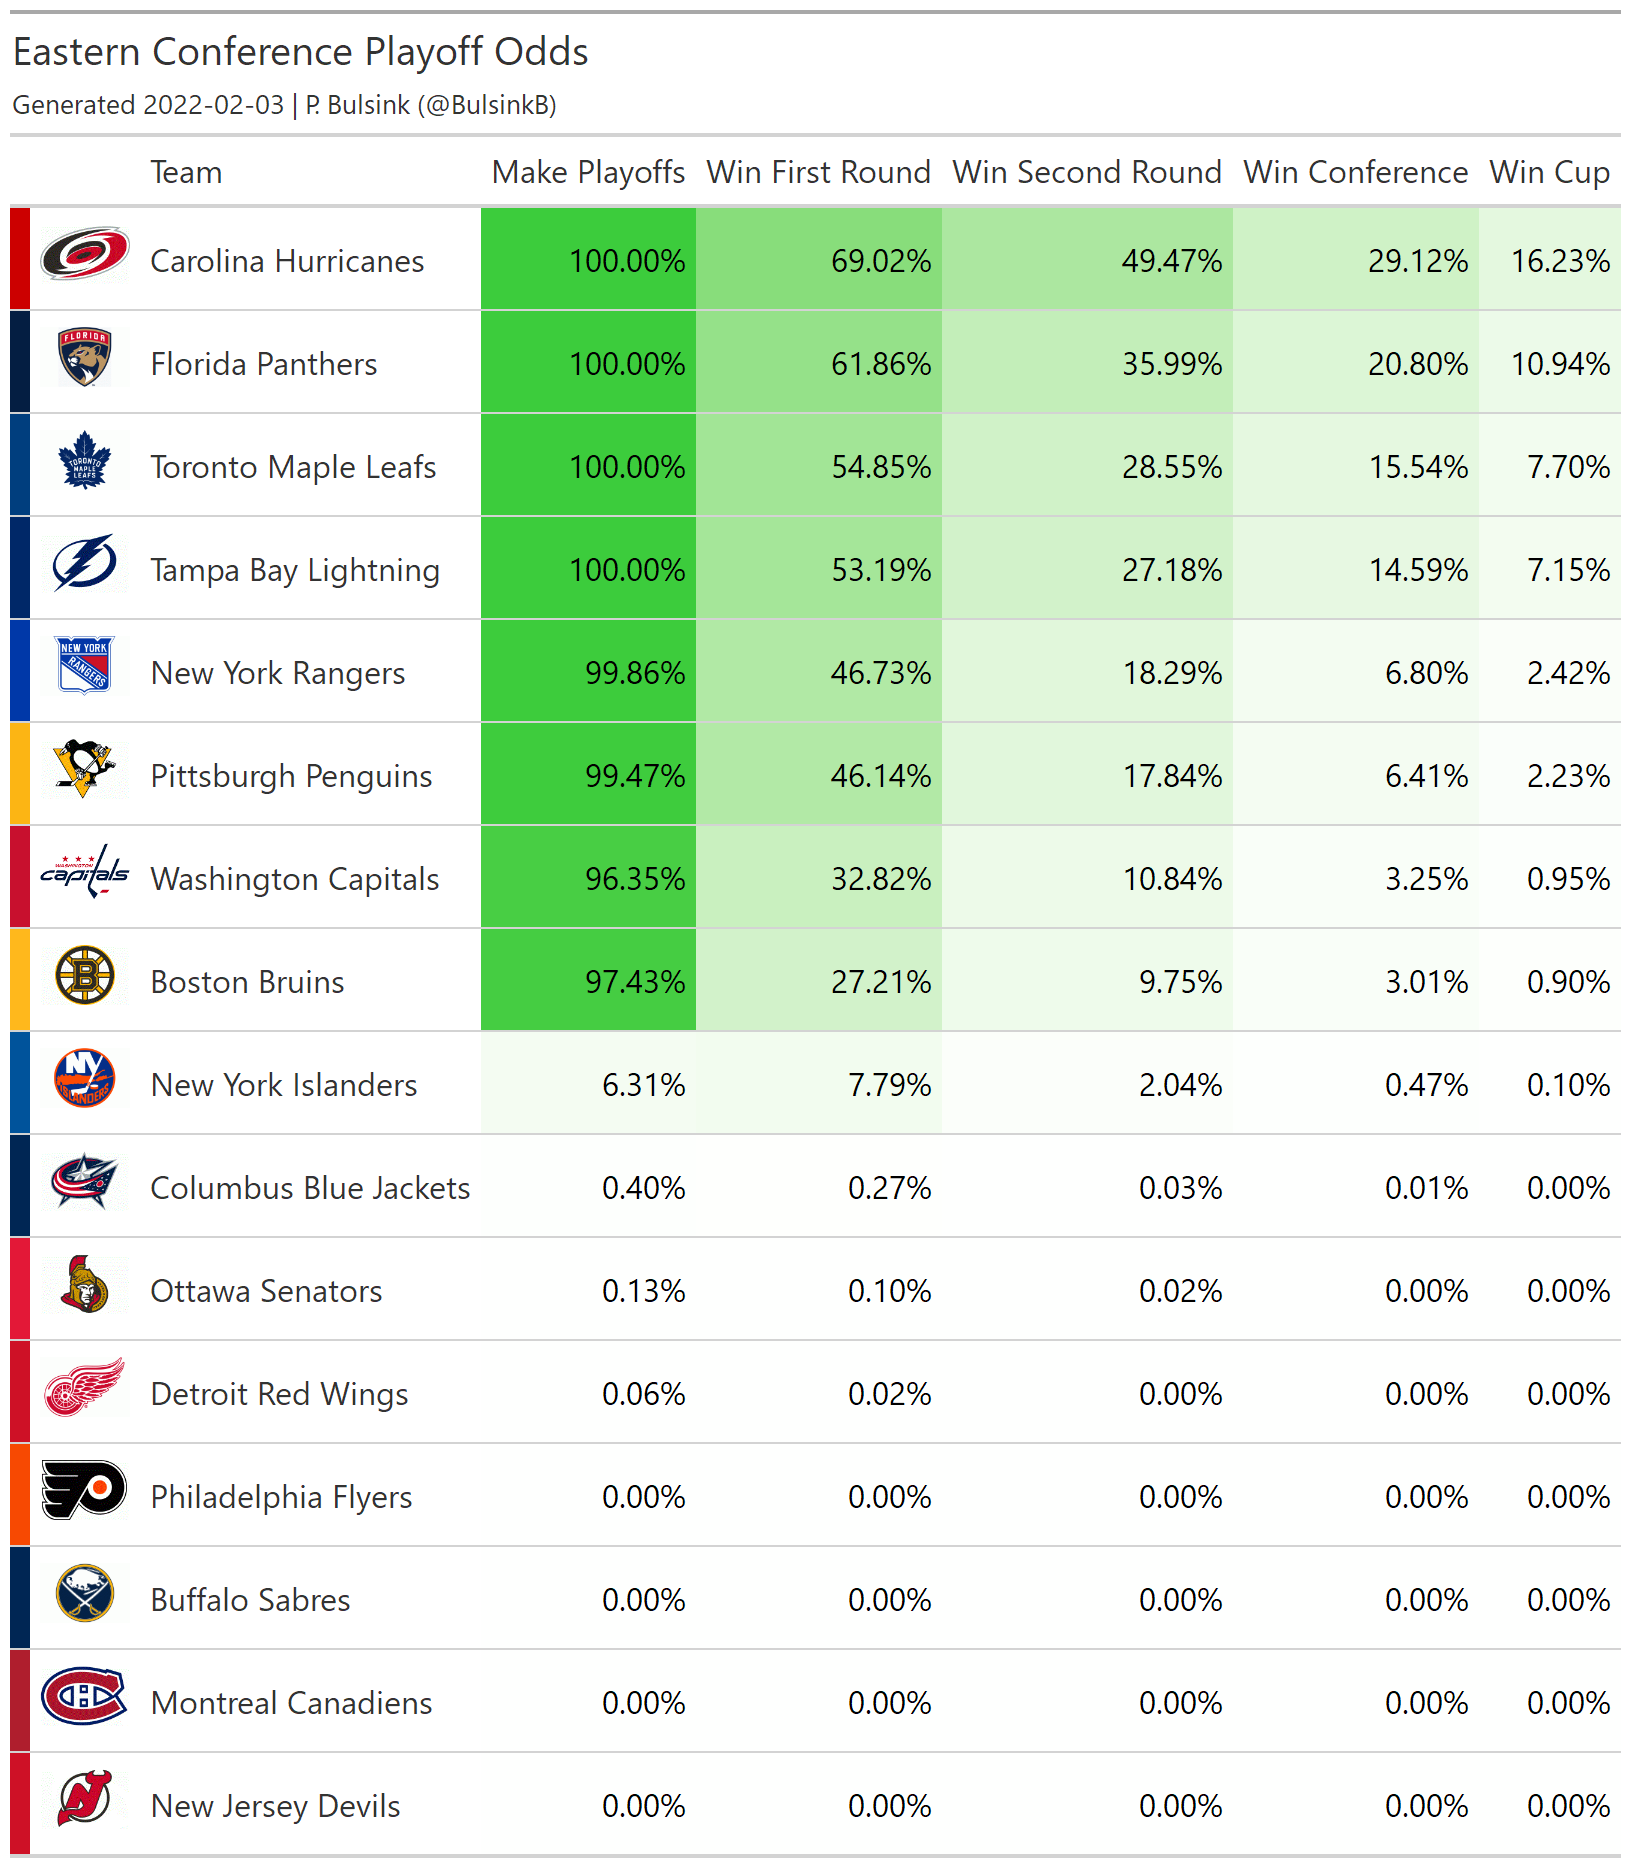 Eastern Conference Playoff Odds
Generated 2022-02-03 | P. Bulsink (@BulsinkB)
Team Make Playoffs Win First Round Win Second Round Win Conference Win Cup
Carolina Hurricanes 100.00% 69.02% 49.47% 29.12% 16.23%
FLORIDA
Florida Panthers 100.00% 61.86% 35.99% 20.80% 10.94%
TORONTO
MAPLE
LEAFS
Toronto Maple Leafs 100.00% 54.85% 28.55% 15.54% 7.70%
Tampa Bay Lightning 100.00% 53.19% 27.18% 14.59% 7.15%
NEW YORK
RANGERS
New York Rangers 99.86% 46.73% 18.29% 6.80% 2.42%
Pittsburgh Penguins 99.47% 46.14% 17.84% 6.41% 2.23%
WASHINGTON
capitals
Washington Capitals 96.35% 32.82% 10.84% 3.25% 0.95%
B
Boston Bruins 97.43% 27.21% 9.75% 3.01% 0.90%
NY
ISLANDERS
New York Islanders 6.31% 7.79% 2.04% 0.47% 0.10%
Columbus Blue Jackets 0.40% 0.27% 0.03% 0.01% 0.00%
Ottawa Senators 0.13% 0.10% 0.02% 0.00% 0.00%
Detroit Red Wings 0.06% 0.02% 0.00% 0.00% 0.00%
Philadelphia Flyers 0.00% 0.00% 0.00% 0.00% 0.00%
Buffalo Sabres 0.00% 0.00% 0.00% 0.00% 0.00%
Montreal Canadiens 0.00% 0.00% 0.00% 0.00% 0.00%
New Jersey Devils 0.00% 0.00% 0.00% 0.00% 0.00%